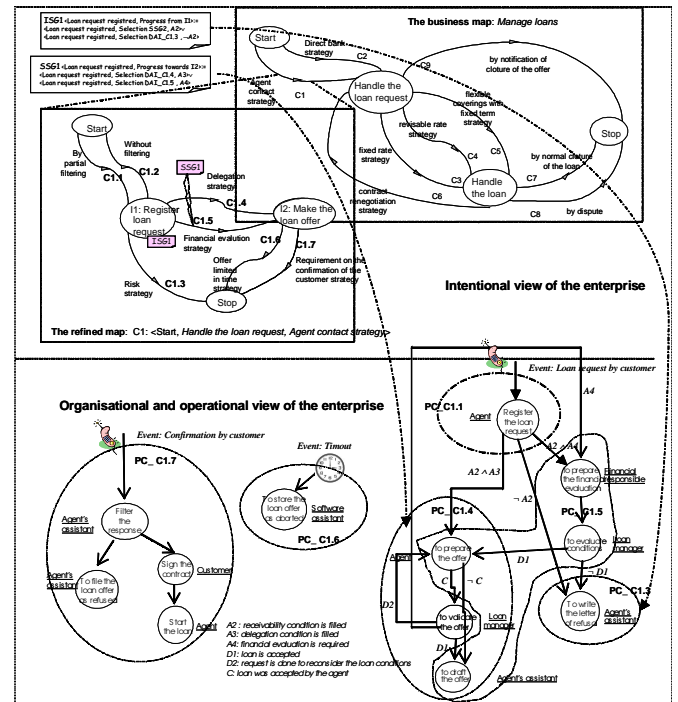 ISG1 <Loan request registred, Progress from I1>:=
<Loan request registred, Selection SSG2, A2>v
<Loan request registred, Selection DAI_C1.3 , ¬A2>
SSG1 <Loan request registred, Progress towards I2>:=
<Loan request registred, Selection DAI_C1.4, A3>v
<Loan request registred, Selection DAI_C1.5 , A4>
The business map: Manage loans
Start
Direct bank
strategy
C2
C9
by notification of
cloture of the offer
Agent
contact
strategy
C1
Handle the
loan request
flexible
coverings with
fixed term
strategy
revisable rate
strategy
fixed rate
strategy
C5
C4
C3
Stop
by normal cloture
of the loan
C7
Handle
the loan
contract
renegotiation
strategy
C6
C8
by dispute
Start
By
partial
filtering
Without
filtering
C1.1
C1.2
SSG1
Delegation
strategy
C1.4
I1: Register
loan
request
ISG1
C1.5
Financial evalution
strategy
I2: Make the
loan offer
C1.6
C1.7
Offer
limited
in time
strategy
Requirement on the
confirmation of the
customer strategy
Risk
strategy
C1.3
Stop
The refined map: C1: <Start, Handle the loan request, Agent contact strategy>
Intentional view of the enterprise
Organisational and operational view of the enterprise
Event: Loan request by customer
PC_C1.1
Agent
Register
the loan
request
A4
A2 ^ A4
A2 ^ A3
¬ A2
to prepare
the financial
evaluation
Financial
responsible
PC_C1.5
to evaluate
conditions
Loan
manager
D1
¬ D1
PC_C1.3
To write
the letter
of refusal
Agent's
assistant
PC_C1.4
Agent
to prepare
the offer
C
¬ C
D2
to validate
the offer
Loan
manager
D1
to draft
the offer
Agent's assistant
Event: Confirmation by customer
PC_ C1.7
Filter
the
response
Agent's
assistant
Agent's
assistant
To file the
loan offer
as refused
Sign the
contract
Customer
Start
the loan
Agent
Event: Timout
To store the
loan offer
as aborted
Software
assistant
PC_ C1.6
A2 : receivability condition is filled
A3: delegation condition is filled
A4: financial evaluation is required
D1: loan is accepted
D2: request is done to reconsider the loan conditions
C: loan was accepted by the agent